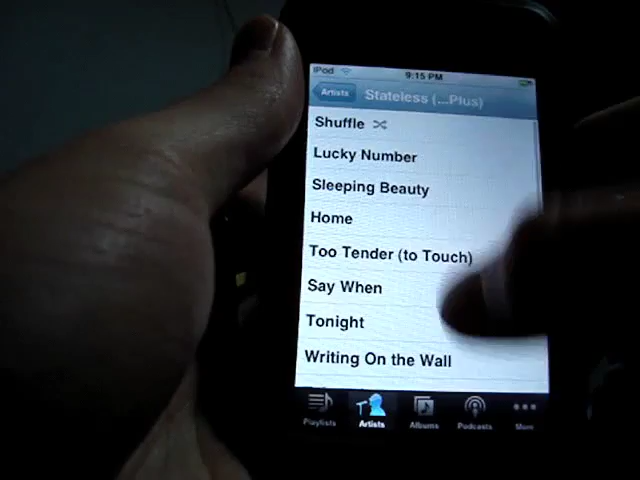 iPod 9:15 PM
Artists Stateless (...Plus)
Shuffle
Lucky Number
Sleeping Beauty
Home
Too Tender (to Touch)
Say When
Tonight
Writing On the Wall
Playlists Artists Albums Podcasts More